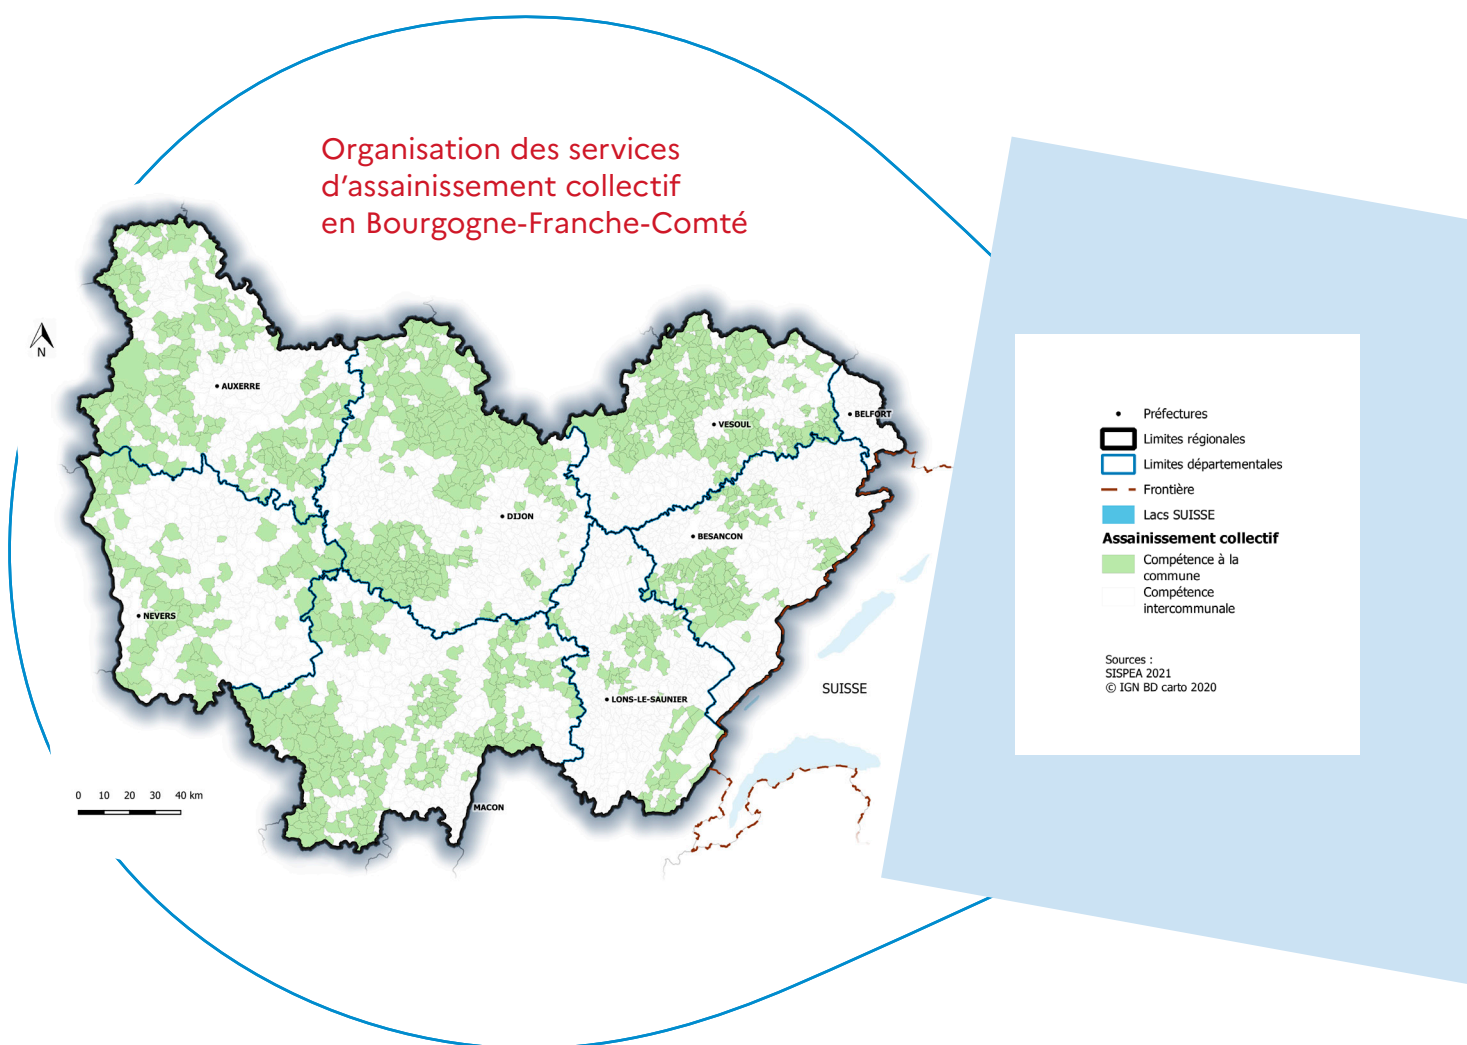 Organisation des services
d’assainissement collectif
en Bourgogne-Franche-Comté
N
AUXERRE
VESOUL
BELFORT
DIJON
BESANCON
NEVERS
LONS-LE-SAUNIER
SUISSE
MACON
0 10 20 30 40 km
Préfectures
Limites régionales
Limites départementales
Frontière
Lacs SUISSE
Assainissement collectif
Compétence à la
commune
Compétence
intercommunale
Sources :
SISPEA 2021
© IGN BD carto 2020